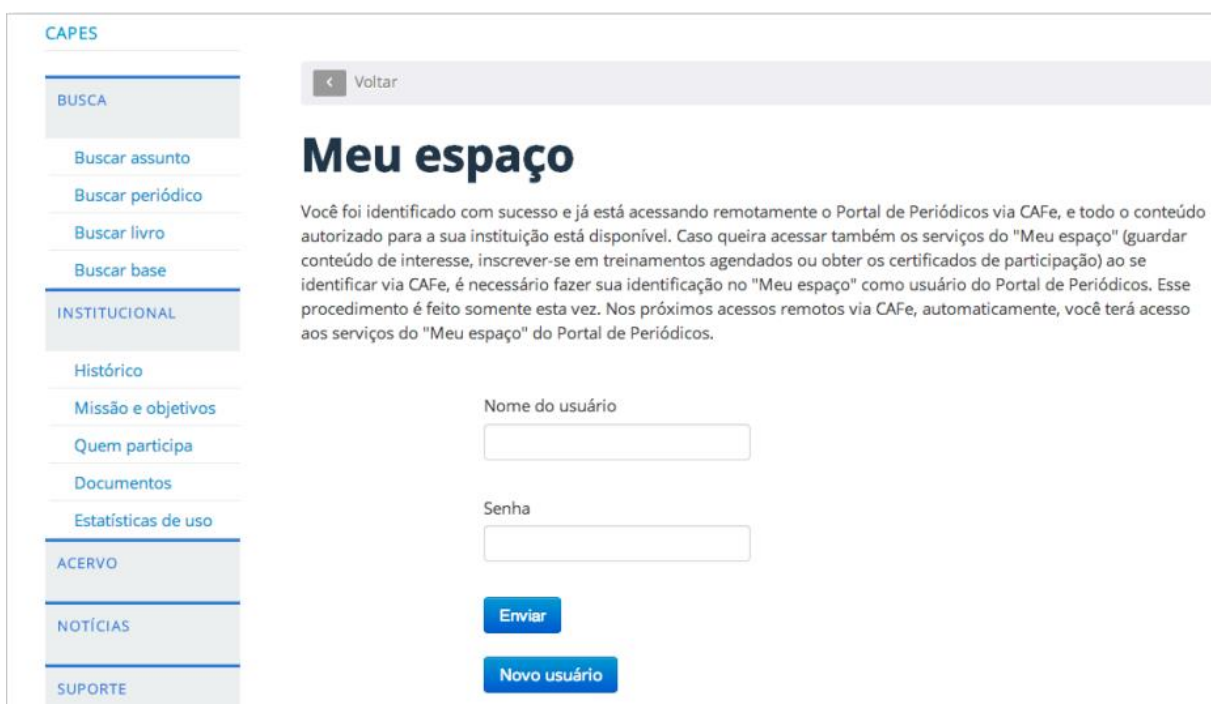 CAPES
BUSCA
Buscar assunto
Buscar periódico
Buscar livro
Buscar base
INSTITUCIONAL
Histórico
Missão e objetivos
Quem participa
Documentos
Estatísticas de uso
ACERVO
NOTÍCIAS
SUPORTE
Voltar
Meu espaço
Você foi identificado com sucesso e já está acessando remotamente o Portal de Periódicos via CAFe, e todo o conteúdo
autorizado para a sua instituição está disponível. Caso queira acessar também os serviços do "Meu espaço" (guardar
conteúdo de interesse, inscrever-se em treinamentos agendados ou obter os certificados de participação) ao se
identificar via CAFe, é necessário fazer sua identificação no "Meu espaço" como usuário do Portal de Periódicos. Esse
procedimento é feito somente esta vez. Nos próximos acessos remotos via CAFe, automaticamente, você terá acesso
aos serviços do "Meu espaço" do Portal de Periódicos.
Nome do usuário
Senha
Enviar
Novo usuário